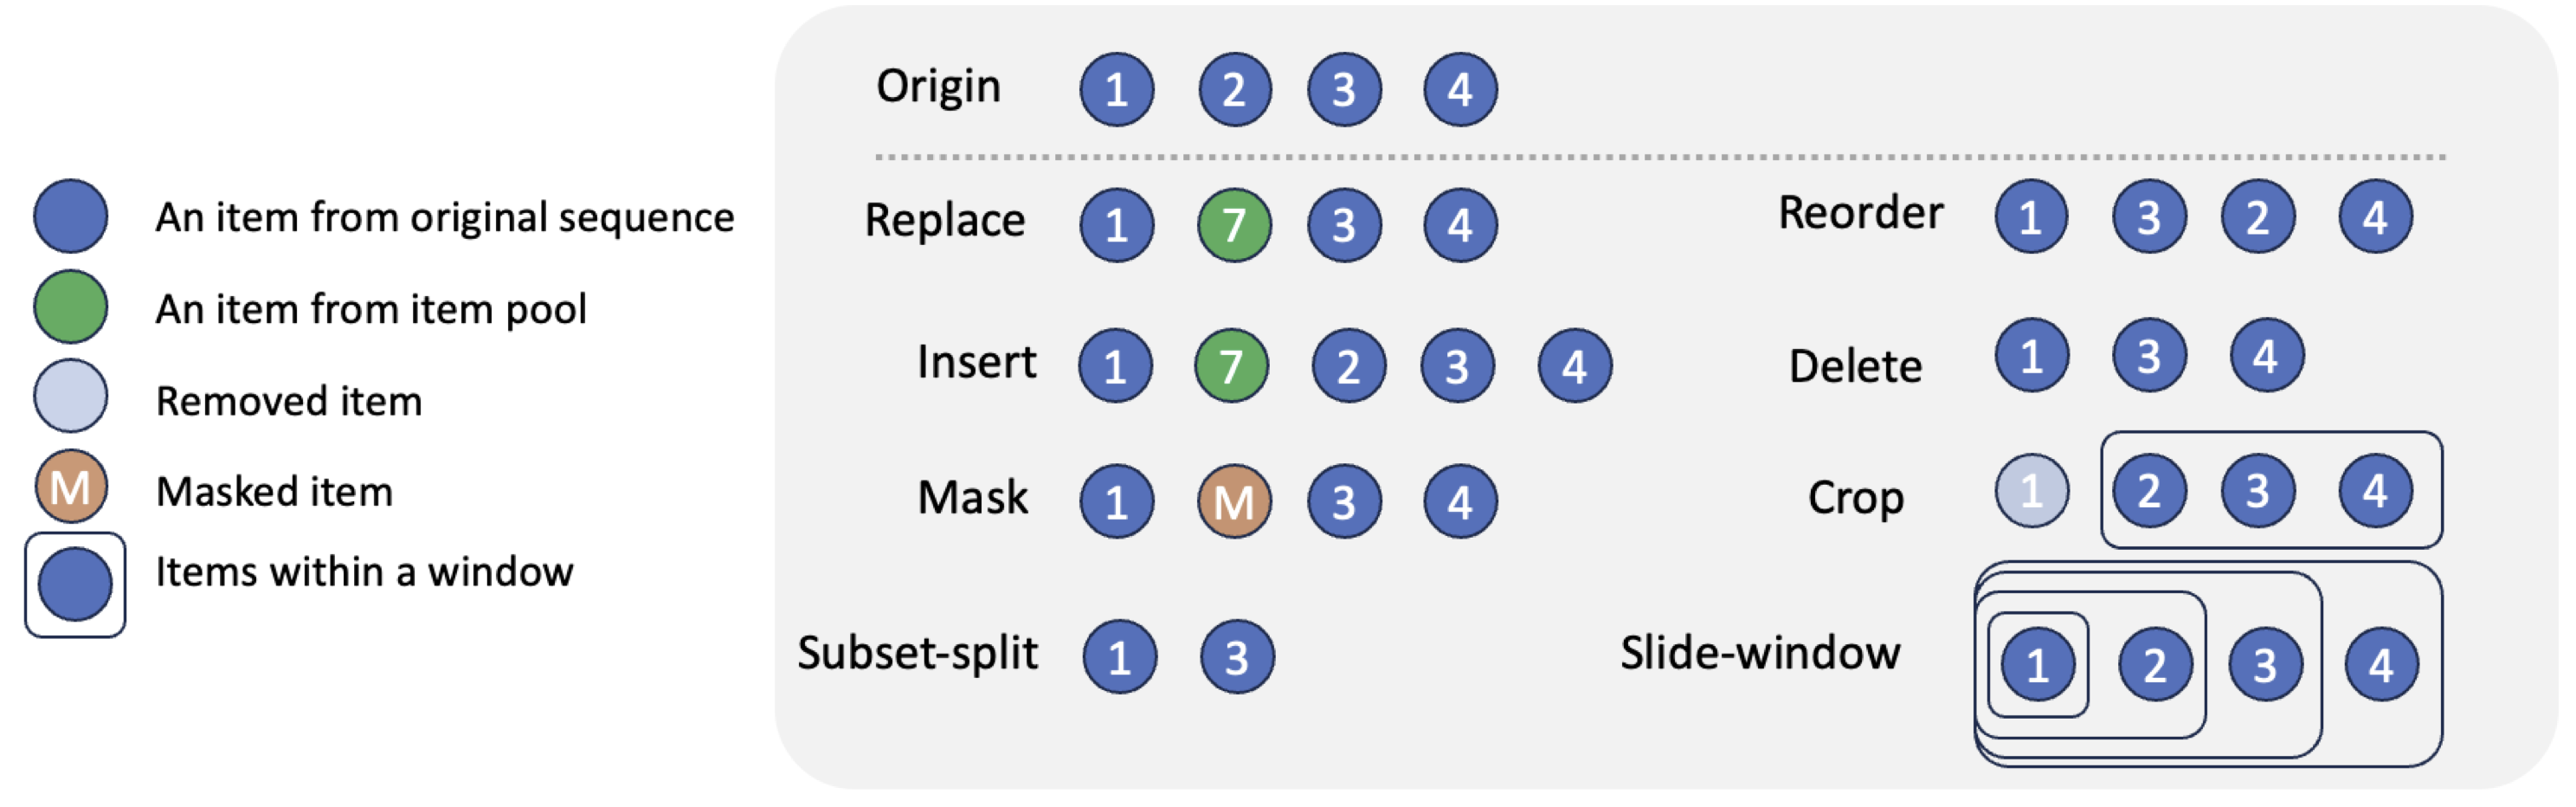 An item from original sequence
An item from item pool
Removed item
M Masked item
Items within a window
Origin 1 2 3 4
Replace 1 7 3 4
Insert 1 7 2 3 4
Mask 1 M 3 4
Subset-split 1 3
Reorder 1 3 2 4
Delete 1 3 4
Crop 1 2 3 4
Slide-window 1 2 3 4